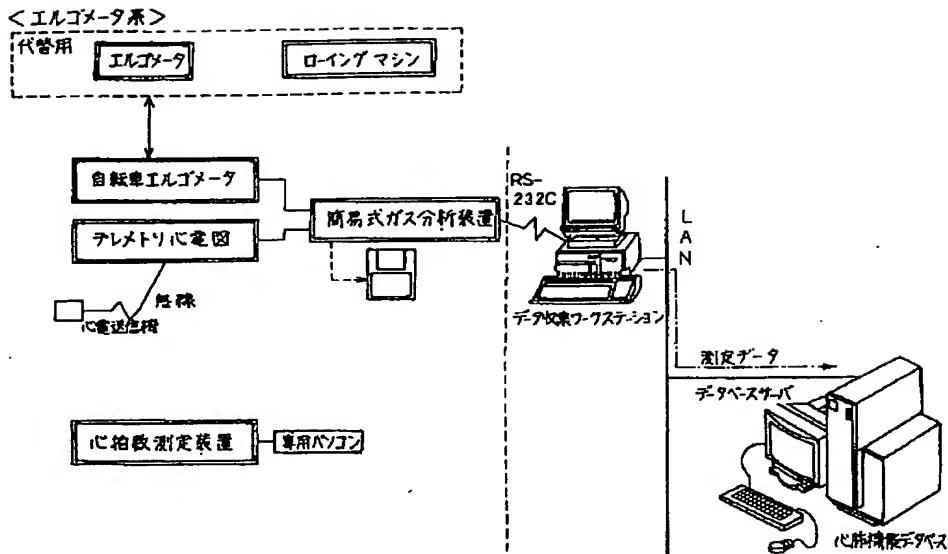 ＜エルゴメータ系＞
代替用
エルゴメータ
ローイングマシン
自転車エルゴメータ
テレメトリ心電図
無線
心電送信機
簡易式ガス分析装置
RS-
232C
データ収集ワークステーション
LAN
測定データ
データベースサーバ
心拍数測定装置
専用パソコン
心肺機能データベース